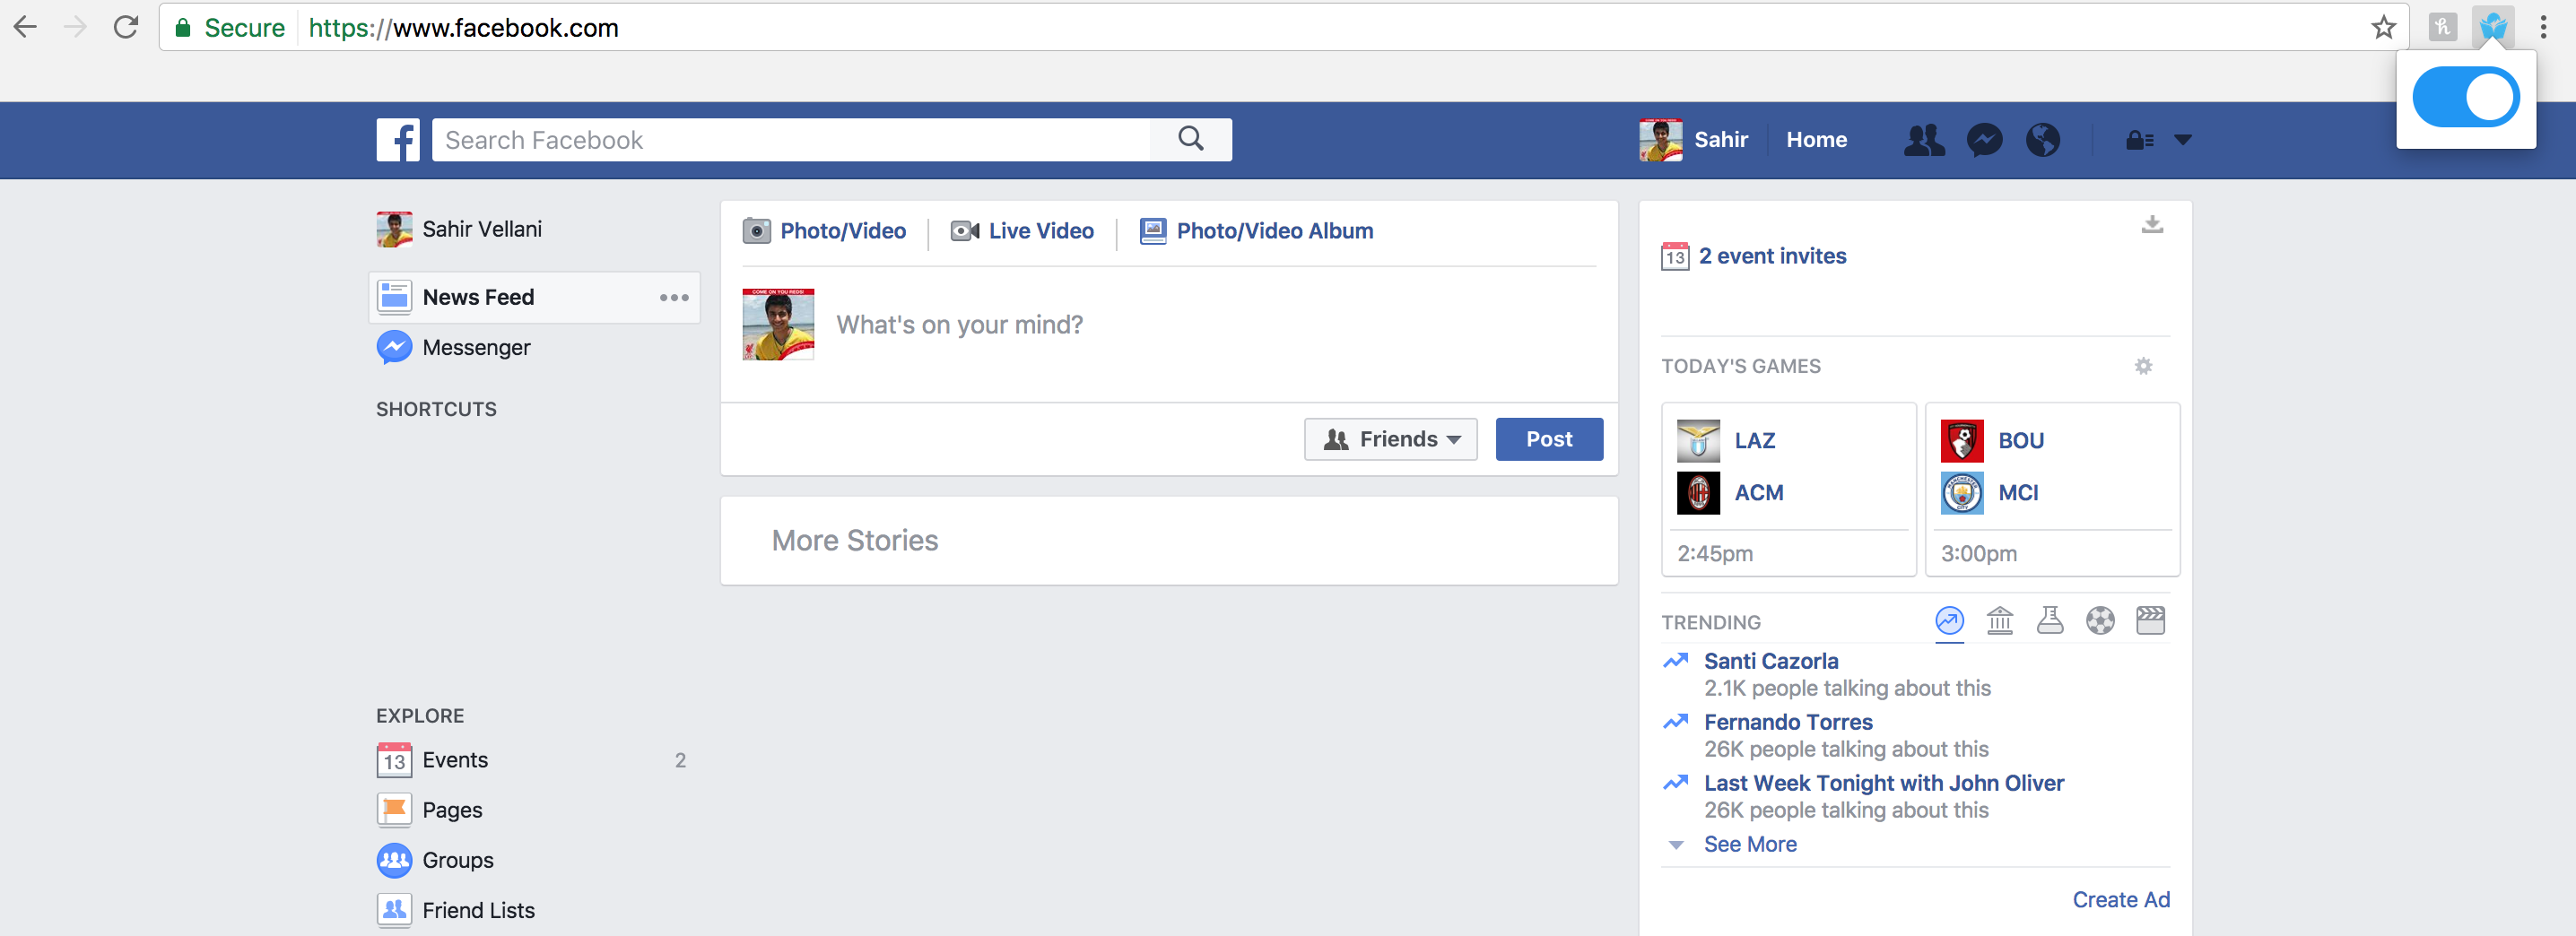 Secure https://www.facebook.com
Search Facebook
Sahir Home
Sahir Vellani
News Feed
Messenger
SHORTCUTS
EXPLORE
13 Events 2
Pages
Groups
Friend Lists
Photo/Video Live Video Photo/Video Album
COME ON YOU REDS!
What's on your mind?
Friends Post
More Stories
13 2 event invites
TODAY'S GAMES
LAZ
ACM
2:45pm
BOU
MCI
3:00pm
TRENDING
Santi Cazorla
2.1K people talking about this
Fernando Torres
26K people talking about this
Last Week Tonight with John Oliver
26K people talking about this
See More
Create Ad